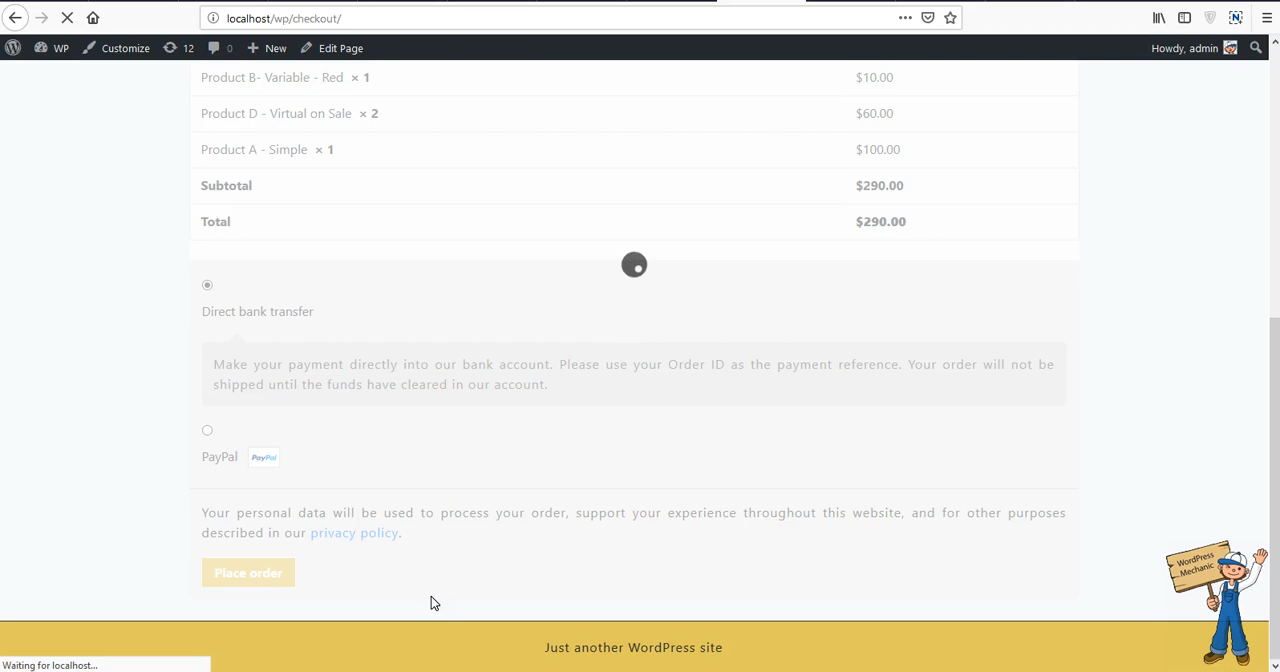 localhost/wp/checkout/
WP Customize 12 0 New Edit Page Howdy, admin
Product B- Variable - Red × 1 $10.00
Product D - Virtual on Sale × 2 $60.00
Product A - Simple × 1 $100.00
Subtotal $290.00
Total $290.00
Direct bank transfer
Make your payment directly into our bank account. Please use your Order ID as the payment reference. Your order will not be
shipped until the funds have cleared in our account.
PayPal PayPal
Your personal data will be used to process your order, support your experience throughout this website, and for other purposes
described in our privacy policy.
Place order
WordPress
Mechanic
Just another WordPress site
Waiting for localhost...